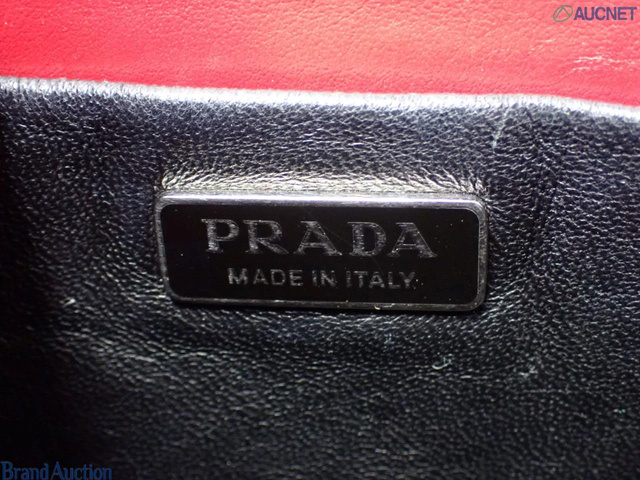 AUCNET
PRADA
MADE IN ITALY
Brand Auction